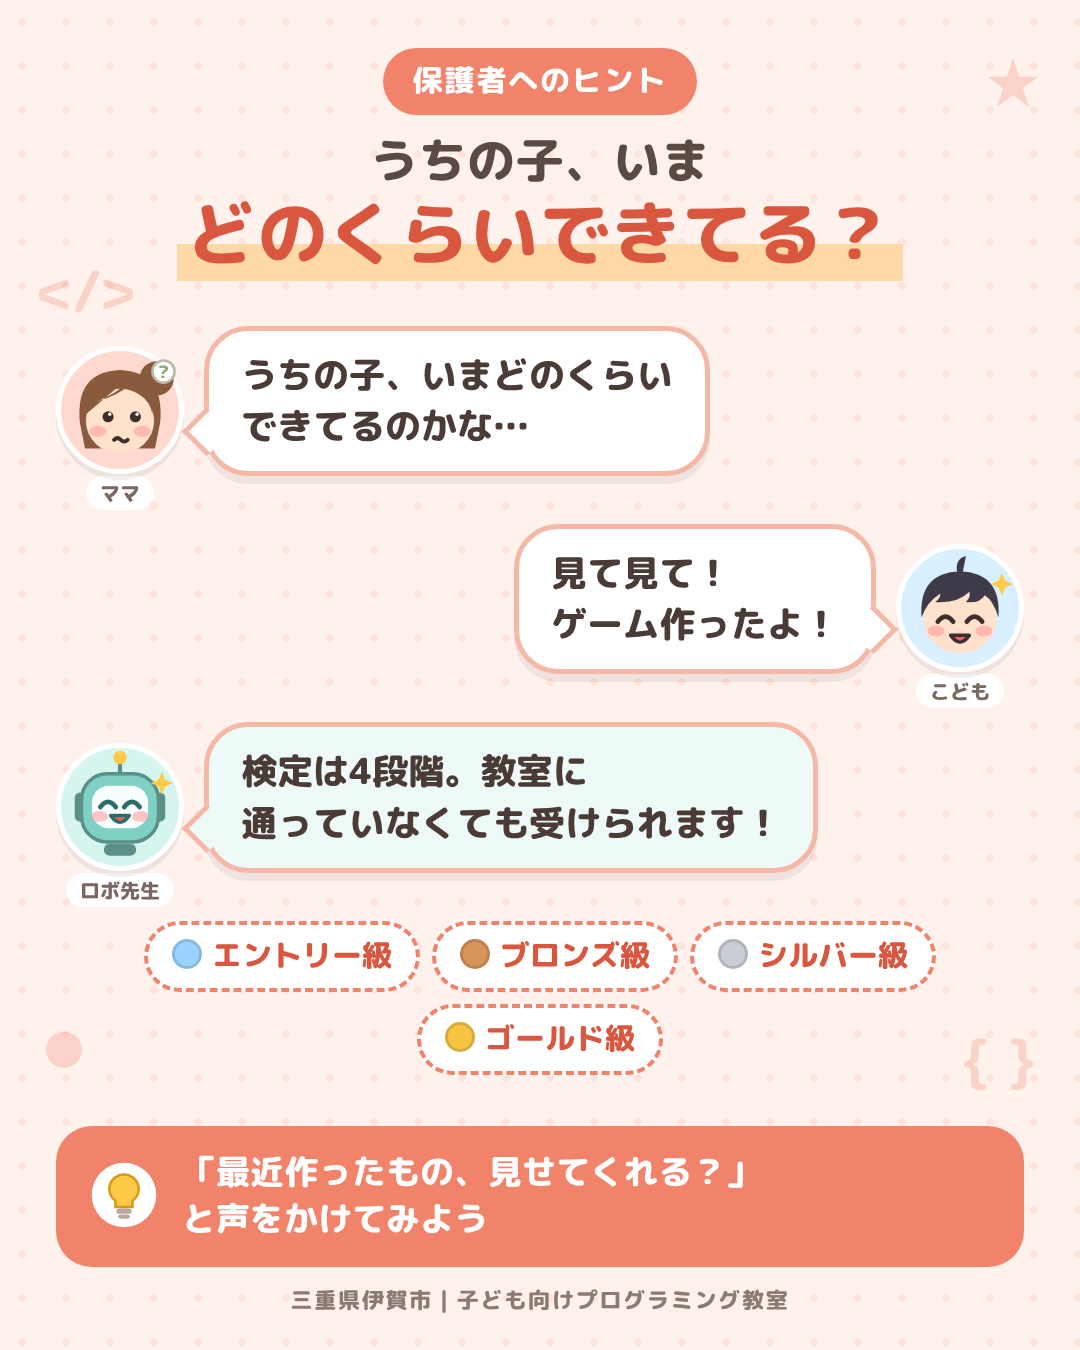 保護者へのヒント
うちの子、いま
どのくらいできてる？
</>
?
うちの子、いまどのくらい
できてるのかな…
ママ
見て見て！
ゲーム作ったよ！
こども
検定は4段階。教室に
通っていなくても受けられます！
ロボ先生
エントリー級
ブロンズ級
シルバー級
ゴールド級
{ }
「最近作ったもの、見せてくれる？」
と声をかけてみよう
三重県伊賀市｜子ども向けプログラミング教室